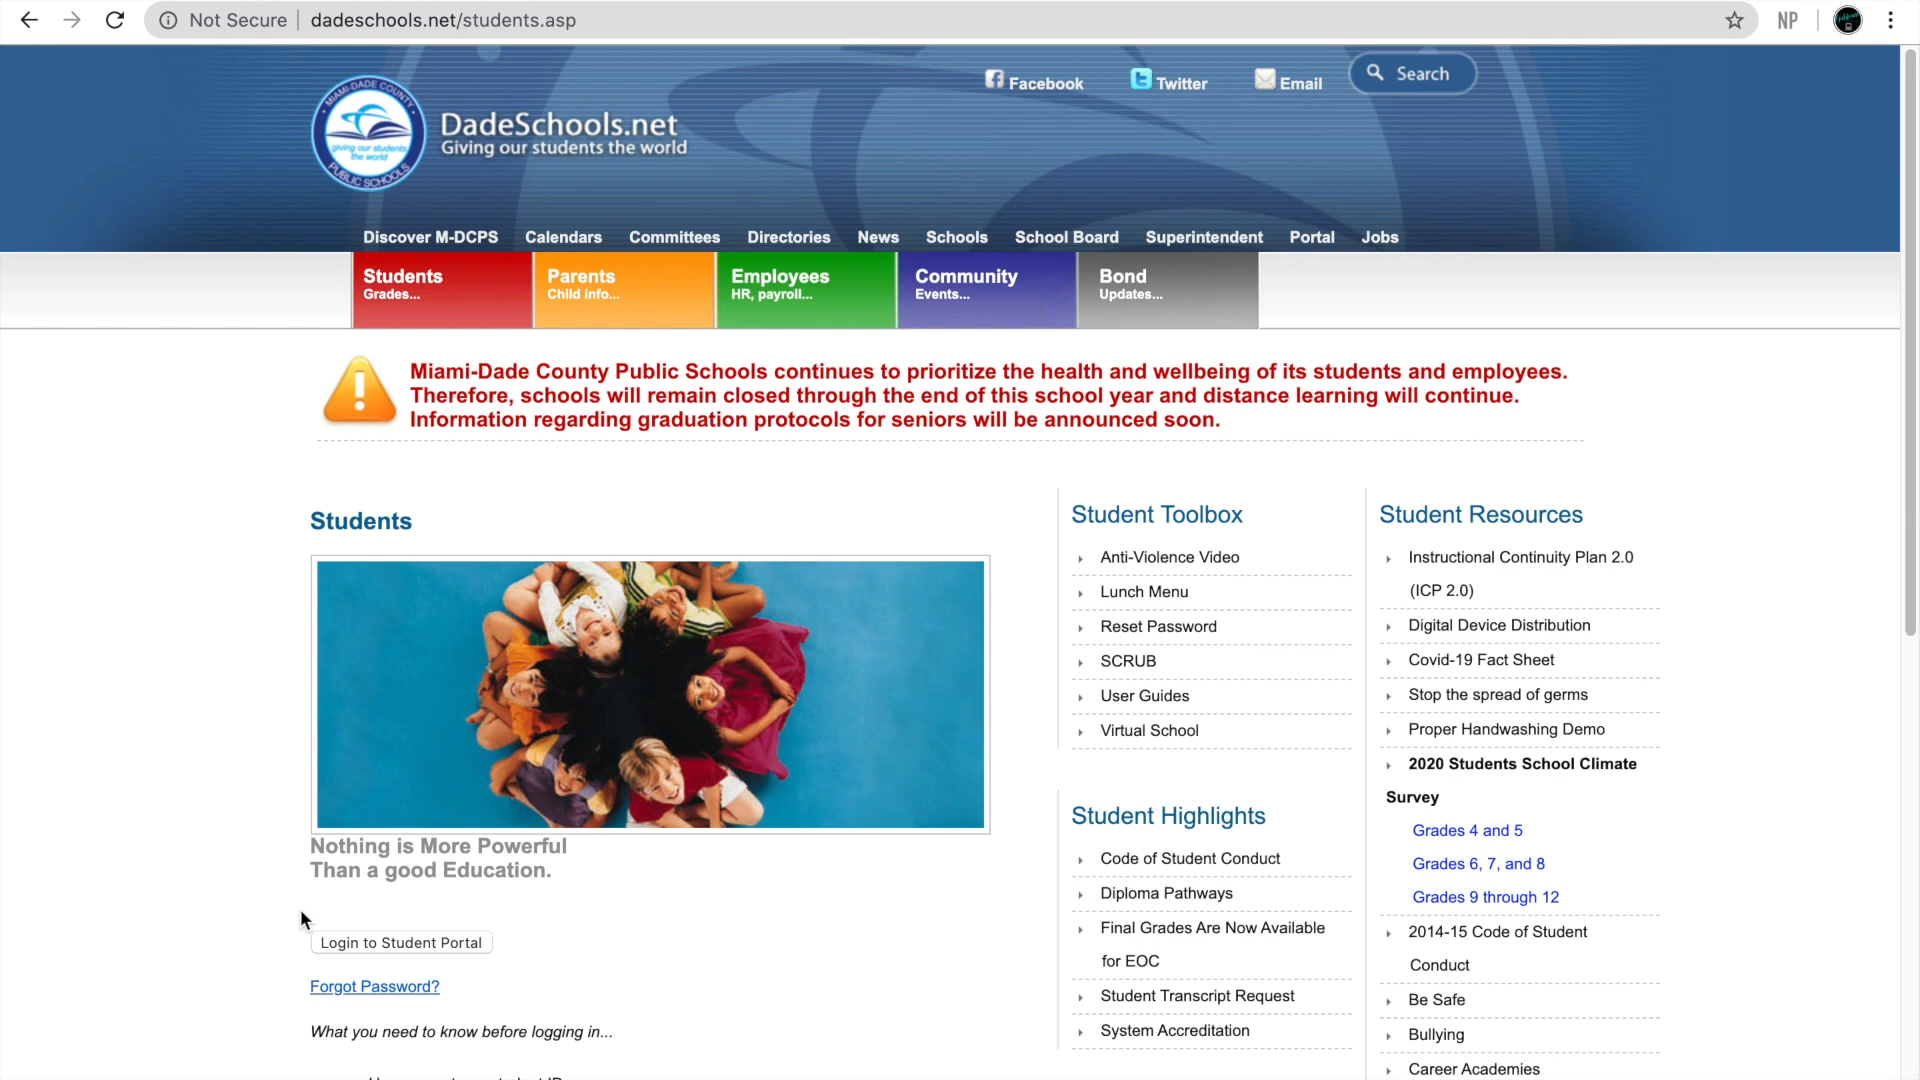 Not Secure
dadeschools.net/students.asp
NP
MIAMI-DADE COUNTY
giving our students
the world
PUBLIC SCHOOLS
DadeSchools.net
Giving our students the world
Facebook
Twitter
Email
Search
Discover M-DCPS
Calendars
Committees
Directories
News
Schools
School Board
Superintendent
Portal
Jobs
Students
Grades...
Parents
Child info...
Employees
HR, payroll...
Community
Events...
Bond
Updates...
Miami-Dade County Public Schools continues to prioritize the health and wellbeing of its students and employees.
Therefore, schools will remain closed through the end of this school year and distance learning will continue.
Information regarding graduation protocols for seniors will be announced soon.
Students
Nothing is More Powerful
Than a good Education.
Login to Student Portal
Forgot Password?
What you need to know before logging in...
Student Toolbox
Anti-Violence Video
Lunch Menu
Reset Password
SCRUB
User Guides
Virtual School
Student Highlights
Code of Student Conduct
Diploma Pathways
Final Grades Are Now Available
for EOC
Student Transcript Request
System Accreditation
Student Resources
Instructional Continuity Plan 2.0
(ICP 2.0)
Digital Device Distribution
Covid-19 Fact Sheet
Stop the spread of germs
Proper Handwashing Demo
2020 Students School Climate
Survey
Grades 4 and 5
Grades 6, 7, and 8
Grades 9 through 12
2014-15 Code of Student
Conduct
Be Safe
Bullying
Career Academies